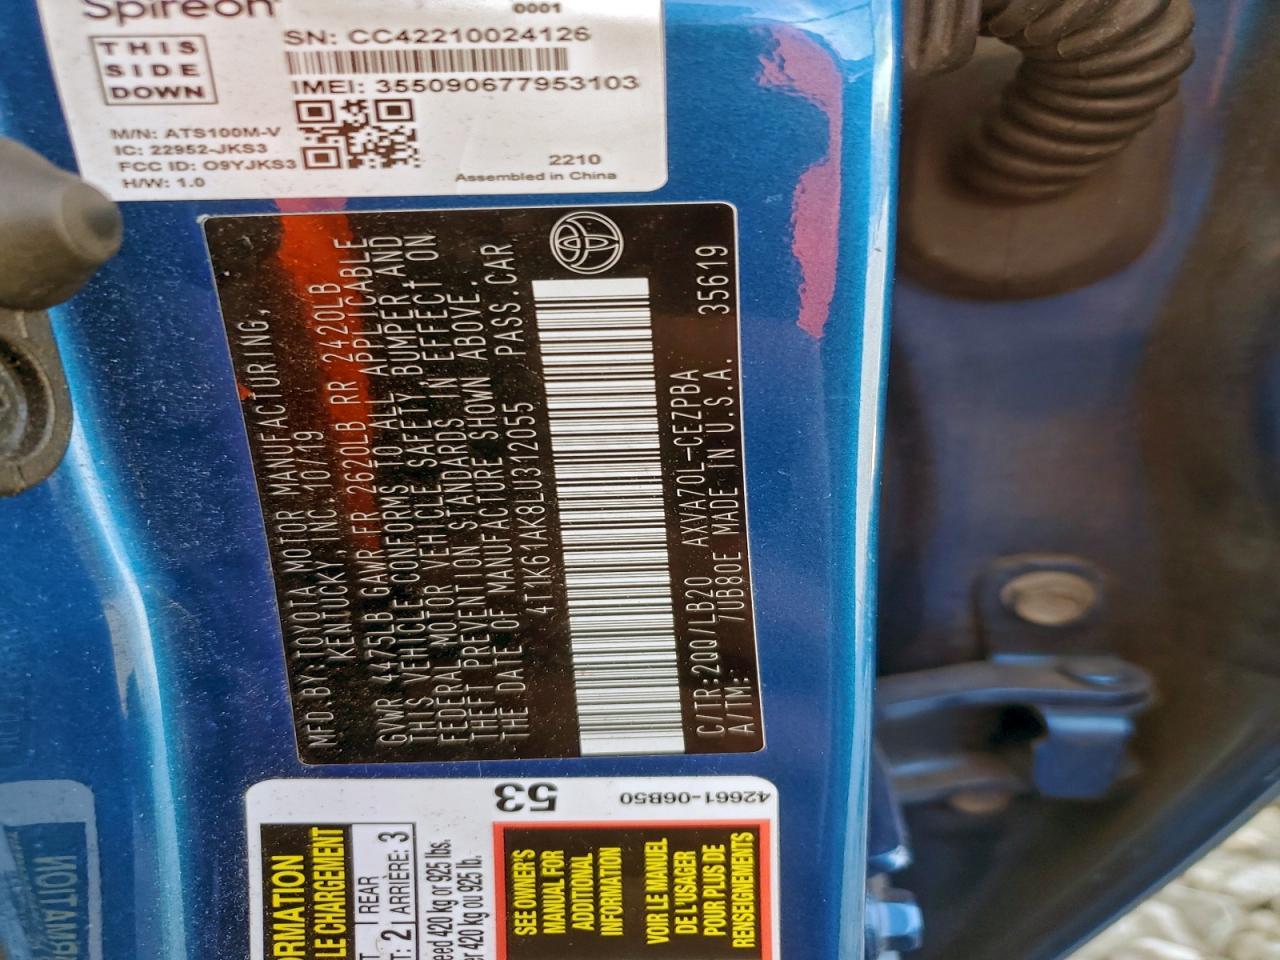 Spireon
0001
THIS
SIDE
DOWN
SN: CC42210024126
IMEI: 355090677953103
M/N: ATS100M-V
IC: 22952-JKS3
FCC ID: O9YJKS3
H/W: 1.0
2210
Assembled in China
MFD.BY:TOYOTA MOTOR MANUFACTURING,
KENTUCKY, INC. 10/19
GVWR 4475LB GAWR FR 2620LB RR 2420LB
THIS VEHICLE CONFORMS TO ALL APPLICABLE
FEDERAL MOTOR VEHICLE SAFETY,BUMPER AND
THEFT PREVENTION STANDARDS IN EFFECT ON
THE DATE OF MANUFACTURE SHOWN ABOVE.
4T1K61AK8LU312055 PASS CAR
C/TR:2QQ/LB20 AXVA70L-CEZPBA 35619
A/TM: 7UB80E MADE IN U.S.A.
53
42661-06B50
LE CHARGEMENT
REAR 3
2 ARRIÈRE:
420 kg or 925 lbs.
420 kg ou 925 lb.
SEE OWNER'S
MANUAL FOR
ADDITIONAL
INFORMATION
VOIR LE MANUEL
DE L'USAGER
POUR PLUS DE
RENSEIGNEMENTS